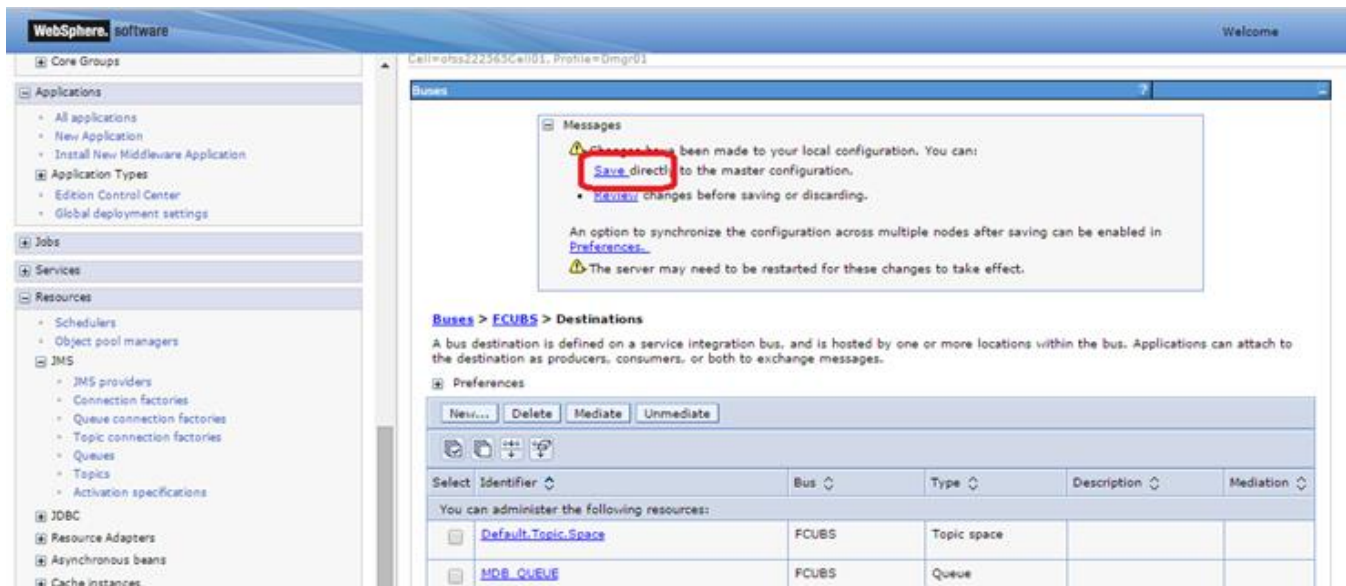 WebSphere. software
Welcome
Core Groups
Applications
All applications
New Application
Install New Middleware Application
Application Types
Edition Control Center
Global deployment settings
Jobs
Services
Resources
Schedulers
Object pool managers
JMS
JMS providers
Connection factories
Queue connection factories
Topic connection factories
Queues
Topics
Activation specifications
JDBC
Resource Adapters
Asynchronous beans
Cache instances
Cell=ofss222565Cell01, Profile=Dmgr01
Buses
?
Messages
Changes have been made to your local configuration. You can:
Save directly to the master configuration.
Review changes before saving or discarding.
An option to synchronize the configuration across multiple nodes after saving can be enabled in
Preferences.
The server may need to be restarted for these changes to take effect.
Buses > FCUBS > Destinations
A bus destination is defined on a service integration bus, and is hosted by one or more locations within the bus. Applications can attach to
the destination as producers, consumers, or both to exchange messages.
Preferences
New... Delete Mediate Unmediate
Select Identifier Bus Type Description Mediation
You can administer the following resources:
Default.Topic.Space FCUBS Topic space
MDB_QUEUE FCUBS Queue